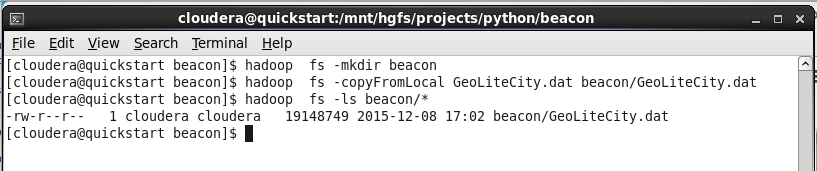 cloudera@quickstart:/mnt/hgfs/projects/python/beacon
File Edit View Search Terminal Help
[cloudera@quickstart beacon]$ hadoop  fs -mkdir beacon
[cloudera@quickstart beacon]$ hadoop  fs -copyFromLocal GeoLiteCity.dat beacon/GeoLiteCity.dat
[cloudera@quickstart beacon]$ hadoop  fs -ls beacon/*
-rw-r--r--   1 cloudera cloudera   19148749 2015-12-08 17:02 beacon/GeoLiteCity.dat
[cloudera@quickstart beacon]$